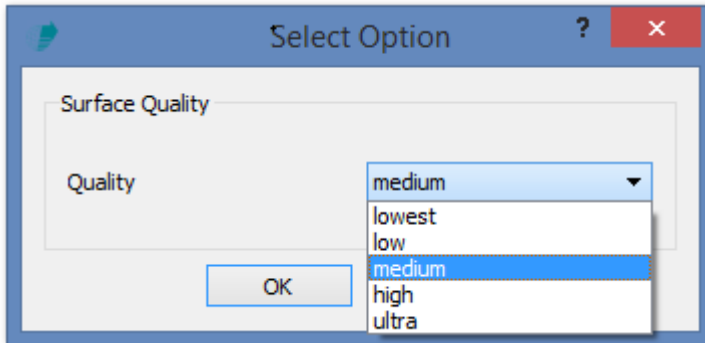 Select Option
?
Surface Quality
Quality
medium
lowest
low
medium
high
ultra
OK